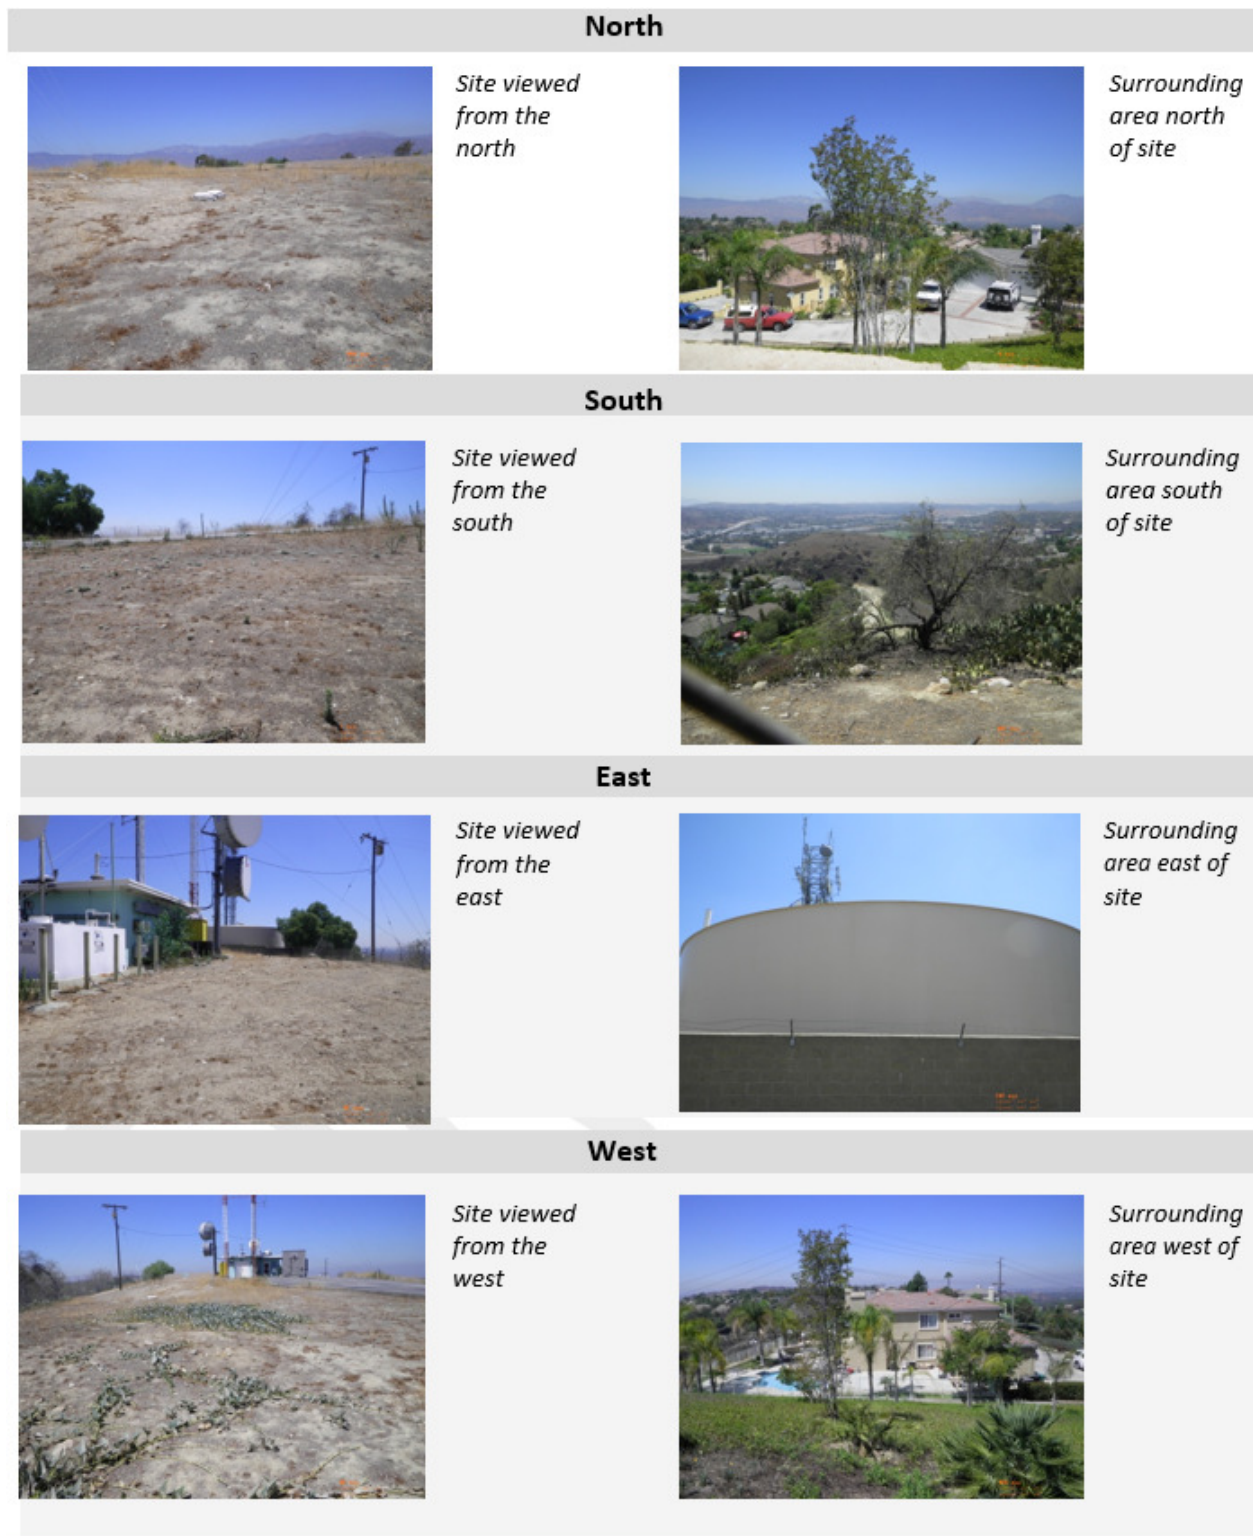 North
Site viewed
from the
north
Surrounding
area north
of site
South
Site viewed
from the
south
Surrounding
area south
of site
East
Site viewed
from the
east
Surrounding
area east of
site
West
Site viewed
from the
west
Surrounding
area west of
site